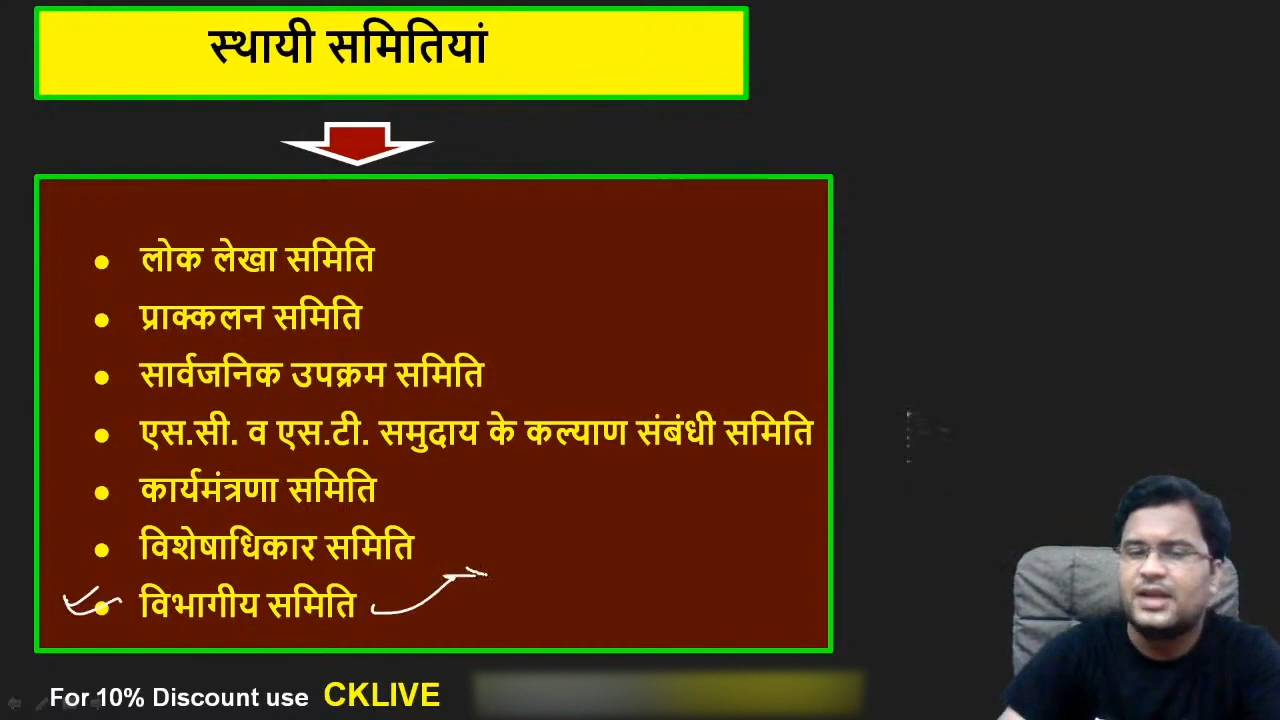 स्थायी समितियां
• लोक लेखा समिति
• प्राक्कलन समिति
• सार्वजनिक उपक्रम समिति
• एस.सी. व एस.टी. समुदाय के कल्याण संबंधी समिति
• कार्यमंत्रणा समिति
• विशेषाधिकार समिति
• विभागीय समिति
For 10% Discount use CKLIVE